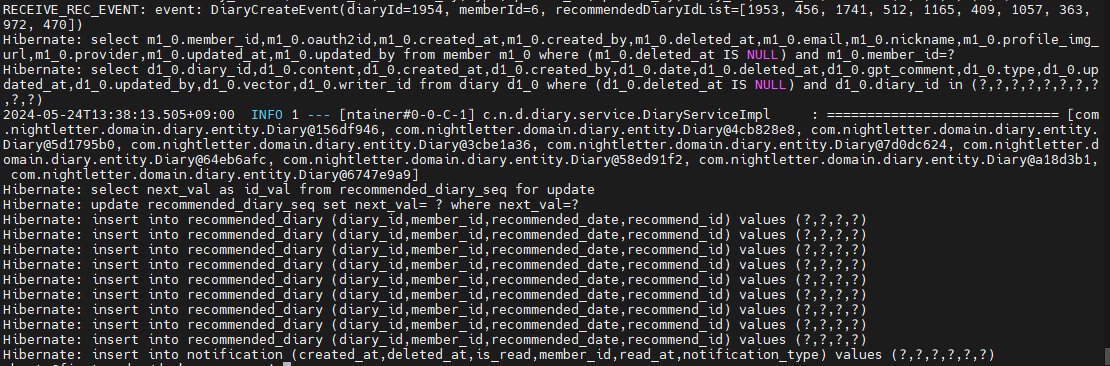 RECEIVE_REC_EVENT: event: DiaryCreateEvent(diaryId=1954, memberId=6, recommendedDiaryIdList=[1953, 456, 1741, 512, 1165, 409, 1057, 363,
972, 470])
Hibernate: select m1_0.member_id,m1_0.oauth2id,m1_0.created_at,m1_0.created_by,m1_0.deleted_at,m1_0.email,m1_0.nickname,m1_0.profile_img_
url,m1_0.provider,m1_0.updated_at,m1_0.updated_by from member m1_0 where (m1_0.deleted_at IS NULL) and m1_0.member_id=?
Hibernate: select d1_0.diary_id,d1_0.content,d1_0.created_at,d1_0.created_by,d1_0.date,d1_0.deleted_at,d1_0.gpt_comment,d1_0.type,d1_0.up
dated_at,d1_0.updated_by,d1_0.vector,d1_0.writer_id from diary d1_0 where (d1_0.deleted_at IS NULL) and d1_0.diary_id in (?,?,?,?,?,?,?,?
,?,?)
2024-05-24T13:38:13.505+09:00  INFO 1 --- [ntainer#0-0-C-1] c.n.d.diary.service.DiaryServiceImpl     : ============================== [com
.nightletter.domain.diary.entity.Diary@156df946, com.nightletter.domain.diary.entity.Diary@4cb828e8, com.nightletter.domain.diary.entity.
Diary@5d1795b0, com.nightletter.domain.diary.entity.Diary@3cbe1a36, com.nightletter.domain.diary.entity.Diary@7d0dc624, com.nightletter.d
omain.diary.entity.Diary@64eb6afc, com.nightletter.domain.diary.entity.Diary@58ed91f2, com.nightletter.domain.diary.entity.Diary@a18d3b1,
 com.nightletter.domain.diary.entity.Diary@6747e9a9]
Hibernate: select next_val as id_val from recommended_diary_seq for update
Hibernate: update recommended_diary_seq set next_val= ? where next_val=?
Hibernate: insert into recommended_diary (diary_id,member_id,recommended_date,recommend_id) values (?,?,?,?)
Hibernate: insert into recommended_diary (diary_id,member_id,recommended_date,recommend_id) values (?,?,?,?)
Hibernate: insert into recommended_diary (diary_id,member_id,recommended_date,recommend_id) values (?,?,?,?)
Hibernate: insert into recommended_diary (diary_id,member_id,recommended_date,recommend_id) values (?,?,?,?)
Hibernate: insert into recommended_diary (diary_id,member_id,recommended_date,recommend_id) values (?,?,?,?)
Hibernate: insert into recommended_diary (diary_id,member_id,recommended_date,recommend_id) values (?,?,?,?)
Hibernate: insert into recommended_diary (diary_id,member_id,recommended_date,recommend_id) values (?,?,?,?)
Hibernate: insert into recommended_diary (diary_id,member_id,recommended_date,recommend_id) values (?,?,?,?)
Hibernate: insert into recommended_diary (diary_id,member_id,recommended_date,recommend_id) values (?,?,?,?)
Hibernate: insert into notification (created_at,deleted_at,is_read,member_id,read_at,notification_type) values (?,?,?,?,?,?)